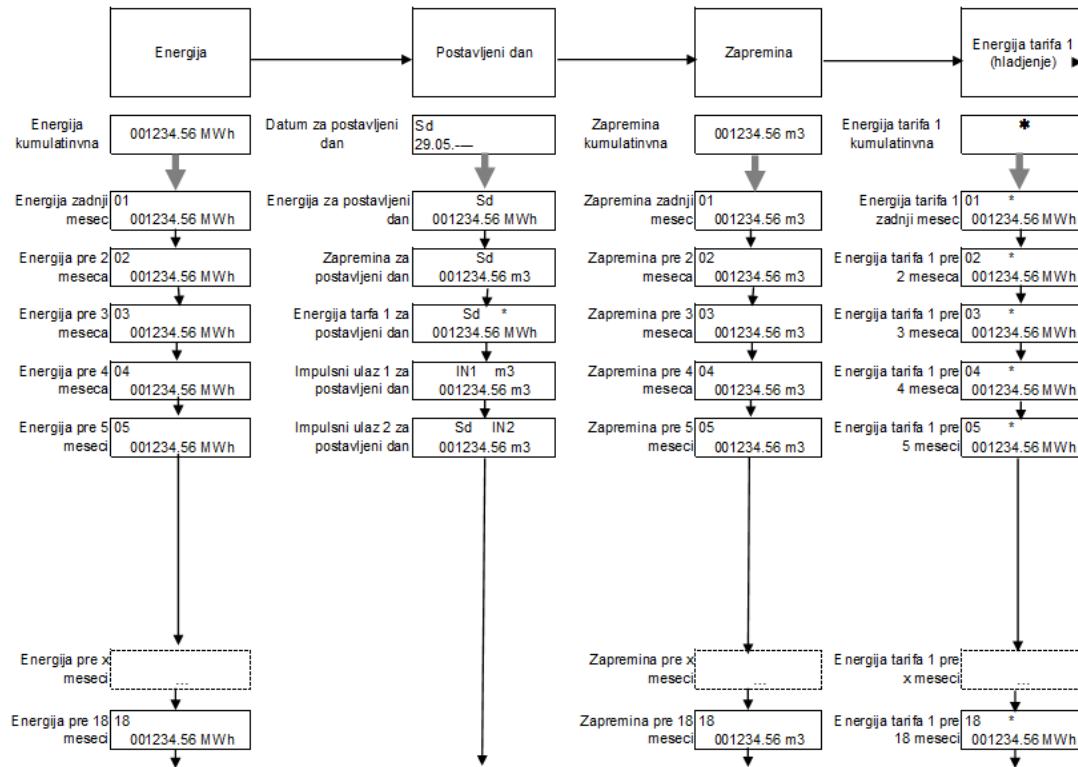 Energija
Postavljeni dan
Zapremina
Energija tarifa 1
(hladjenje)
Energija
kumulatinvna
001234.56 MWh
Datum za postavljeni
dan
Sd
29.05.-––
Zapremina
kumulatinvna
001234.56 m3
Energija tarifa 1
kumulatinvna
*
Energija zadnji
mesec
01
001234.56 MWh
Energija za postavljeni
dan
Sd
001234.56 MWh
Zapremina zadnji
mesec
01
001234.56 m3
Energija tarifa 1
zadnji mesec
01 *
001234.56 MWh
Energija pre 2
meseca
02
001234.56 MWh
Zapremina za
postavljeni dan
Sd
001234.56 m3
Zapremina pre 2
meseca
02
001234.56 m3
Energija tarifa 1 pre
2 meseca
02 *
001234.56 MWh
Energija pre 3
meseca
03
001234.56 MWh
Energija tarfa 1 za
postavljeni dan
Sd *
001234.56 MWh
Zapremina pre 3
meseca
03
001234.56 m3
Energija tarifa 1 pre
3 meseca
03 *
001234.56 MWh
Energija pre 4
meseca
04
001234.56 MWh
Impulsni ulaz 1 za
postavljeni dan
IN1 m3
001234.56 m3
Zapremina pre 4
meseca
04
001234.56 m3
Energija tarifa 1 pre
4 meseca
04 *
001234.56 MWh
Energija pre 5
meseci
05
001234.56 MWh
Impulsni ulaz 2 za
postavljeni dan
Sd IN2
001234.56 m3
Zapremina pre 5
meseci
05
001234.56 m3
Energija tarifa 1 pre
5 meseci
05 *
001234.56 MWh
Energija pre x
meseci
...
Zapremina pre x
meseci
...
Energija tarifa 1 pre
x meseci
...
Energija pre 18
meseci
18
001234.56 MWh
Zapremina pre 18
meseci
18
001234.56 m3
Energija tarifa 1 pre
18 meseci
18 *
001234.56 MWh